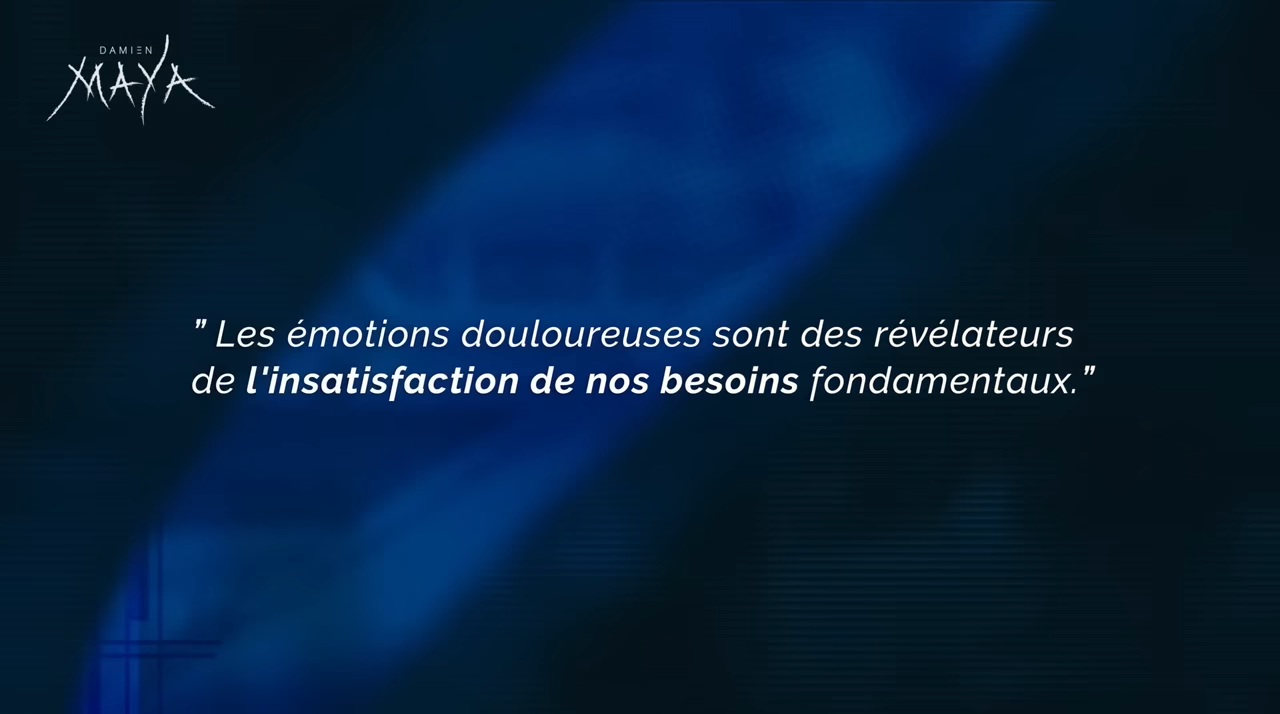 DAMIEN
MAYA
" Les émotions douloureuses sont des révélateurs
de l'insatisfaction de nos besoins fondamentaux."